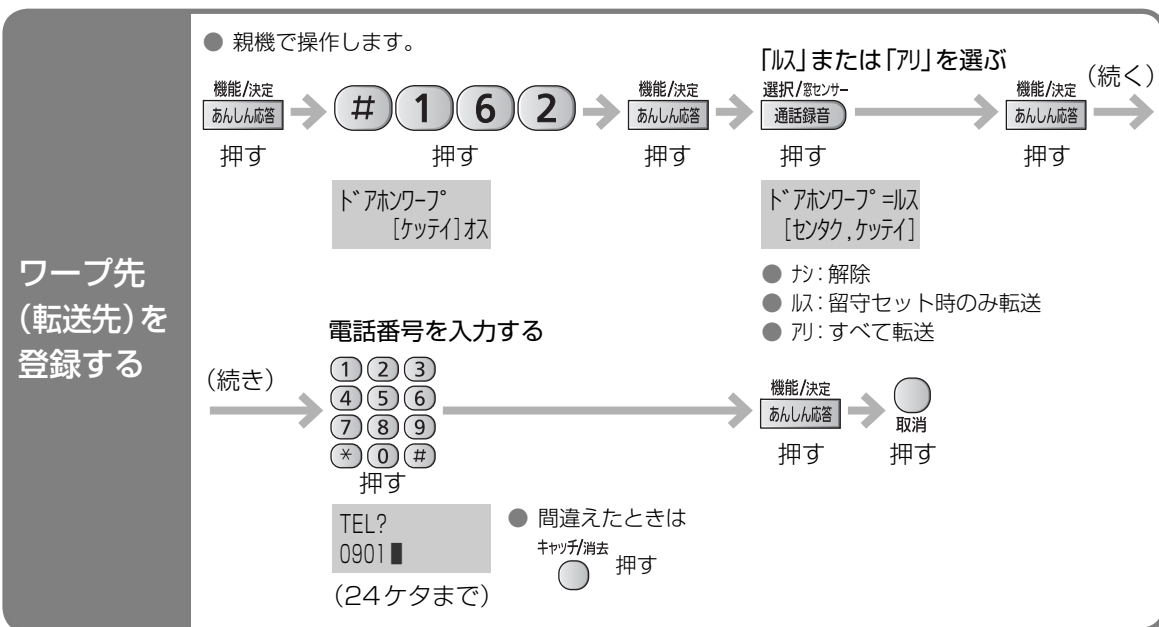 ワープ先
(転送先)を
登録する
● 親機で操作します。
「ルス」または「アリ」を選ぶ
機能/決定
あんしん応答
押す
# 1 6 2
押す
ドアホンワープ
[ケッテイ]オス
機能/決定
あんしん応答
押す
選択/窓センサー
通話録音
押す
ドアホンワープ=ルス
[センタク,ケッテイ]
● ナシ:解除
● ルス:留守セット時のみ転送
● アリ:すべて転送
機能/決定
あんしん応答
押す
(続く)
(続き)
電話番号を入力する
1 2 3
4 5 6
7 8 9
* 0 #
押す
TEL?
0901
(24ケタまで)
● 間違えたときは
キャッチ/消去
押す
機能/決定
あんしん応答
押す
取消
押す